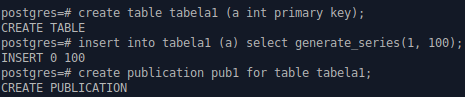 postgres=# create table tabela1 (a int primary key);
CREATE TABLE
postgres=# insert into tabela1 (a) select generate_series(1, 100);
INSERT 0 100
postgres=# create publication pub1 for table tabela1;
CREATE PUBLICATION